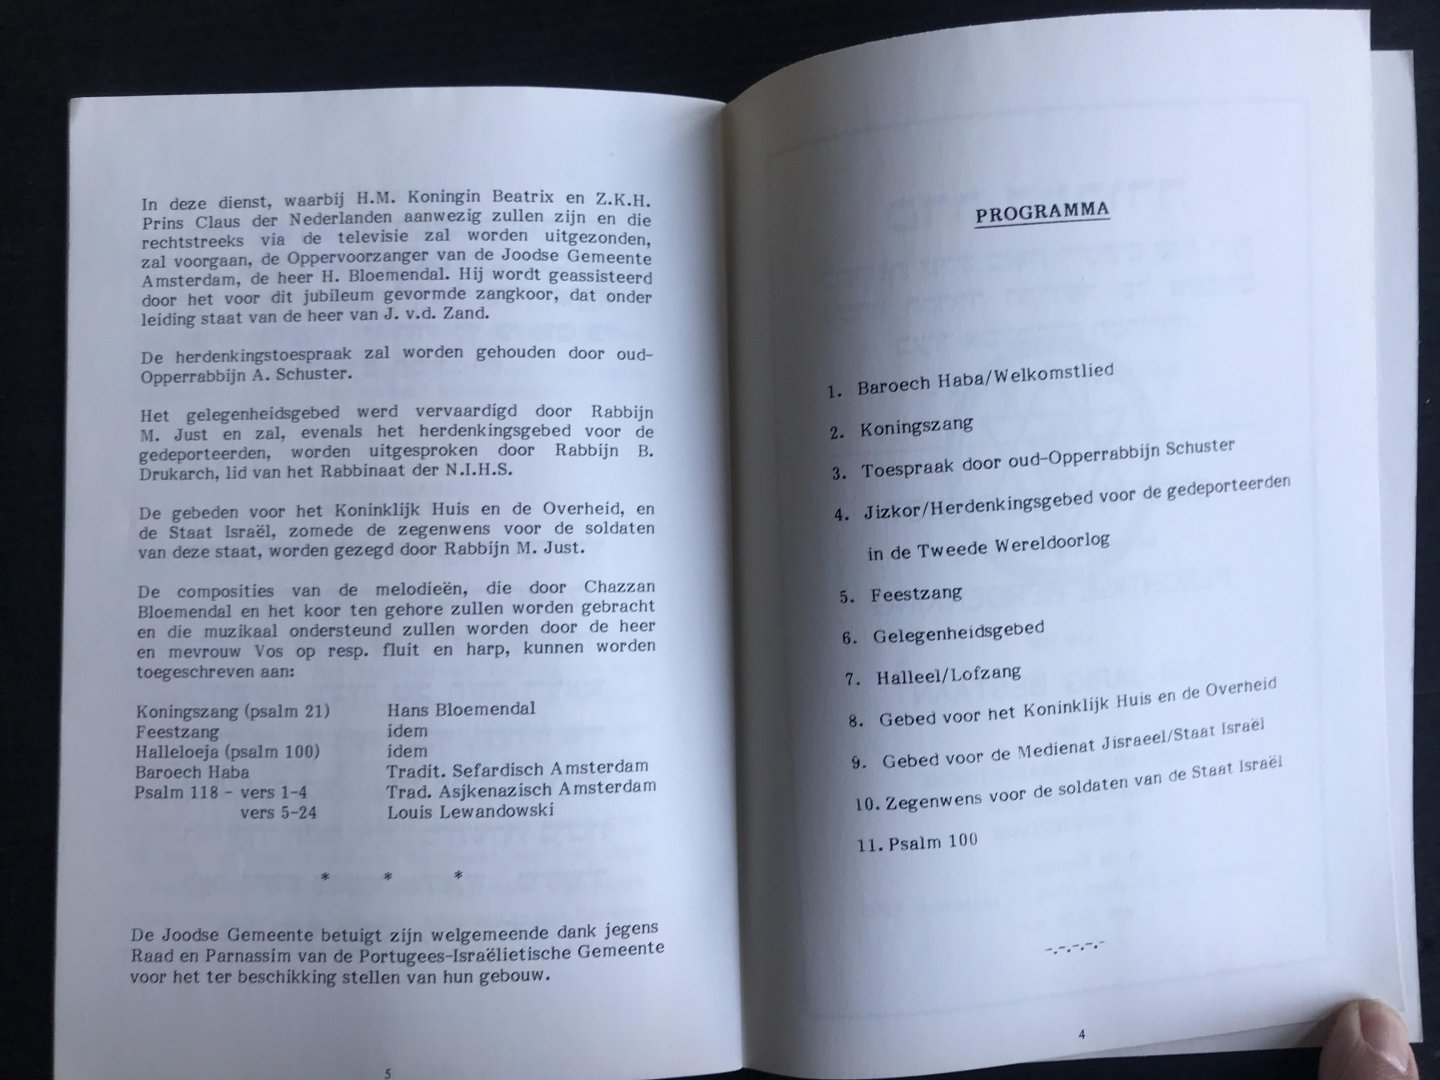 In deze dienst, waarbij H.M. Koningin Beatrix en Z.K.H.
Prins Claus der Nederlanden aanwezig zullen zijn en die
rechtstreeks via de televisie zal worden uitgezonden,
zal voorgaan, de Oppervoorzanger van de Joodse Gemeente
Amsterdam, de heer H. Bloemendal. Hij wordt geassisteerd
door het voor dit jubileum gevormde zangkoor, dat onder
leiding staat van de heer van J. v.d. Zand.
De herdenkingstoespraak zal worden gehouden door oud-
Opperrabbijn A. Schuster.
Het gelegenheidsgebed werd vervaardigd door Rabbijn
M. Just en zal, evenals het herdenkingsgebed voor de
gedeporteerden, worden uitgesproken door Rabbijn B.
Drukarch, lid van het Rabbinaat der N.I.H.S.
De gebeden voor het Koninklijk Huis en de Overheid, en
de Staat Israël, zomede de zegenwens voor de soldaten
van deze staat, worden gezegd door Rabbijn M. Just.
De composities van de melodieën, die door Chazzan
Bloemendal en het koor ten gehore zullen worden gebracht
en die muzikaal ondersteund zullen worden door de heer
en mevrouw Vos op resp. fluit en harp, kunnen worden
toegeschreven aan:
Koningszang (psalm 21) Hans Bloemendal
Feestzang idem
Halleloeja (psalm 100) idem
Baroech Haba Tradit. Sefardisch Amsterdam
Psalm 118 - vers 1-4 Trad. Asjkenazisch Amsterdam
vers 5-24 Louis Lewandowski
* * *
De Joodse Gemeente betuigt zijn welgemeende dank jegens
Raad en Parnassim van de Portugees-Israëlietische Gemeente
voor het ter beschikking stellen van hun gebouw.
5
PROGRAMMA
1. Baroech Haba/Welkomstlied
2. Koningszang
3. Toespraak door oud-Opperrabbijn Schuster
4. Jizkor/Herdenkingsgebed voor de gedeporteerden
in de Tweede Wereldoorlog
5. Feestzang
6. Gelegenheidsgebed
7. Halleel/Lofzang
8. Gebed voor het Koninklijk Huis en de Overheid
9. Gebed voor de Medienat Jisraeel/Staat Israël
10. Zegenwens voor de soldaten van de Staat Israël
11. Psalm 100
-.-.-.-.-
4